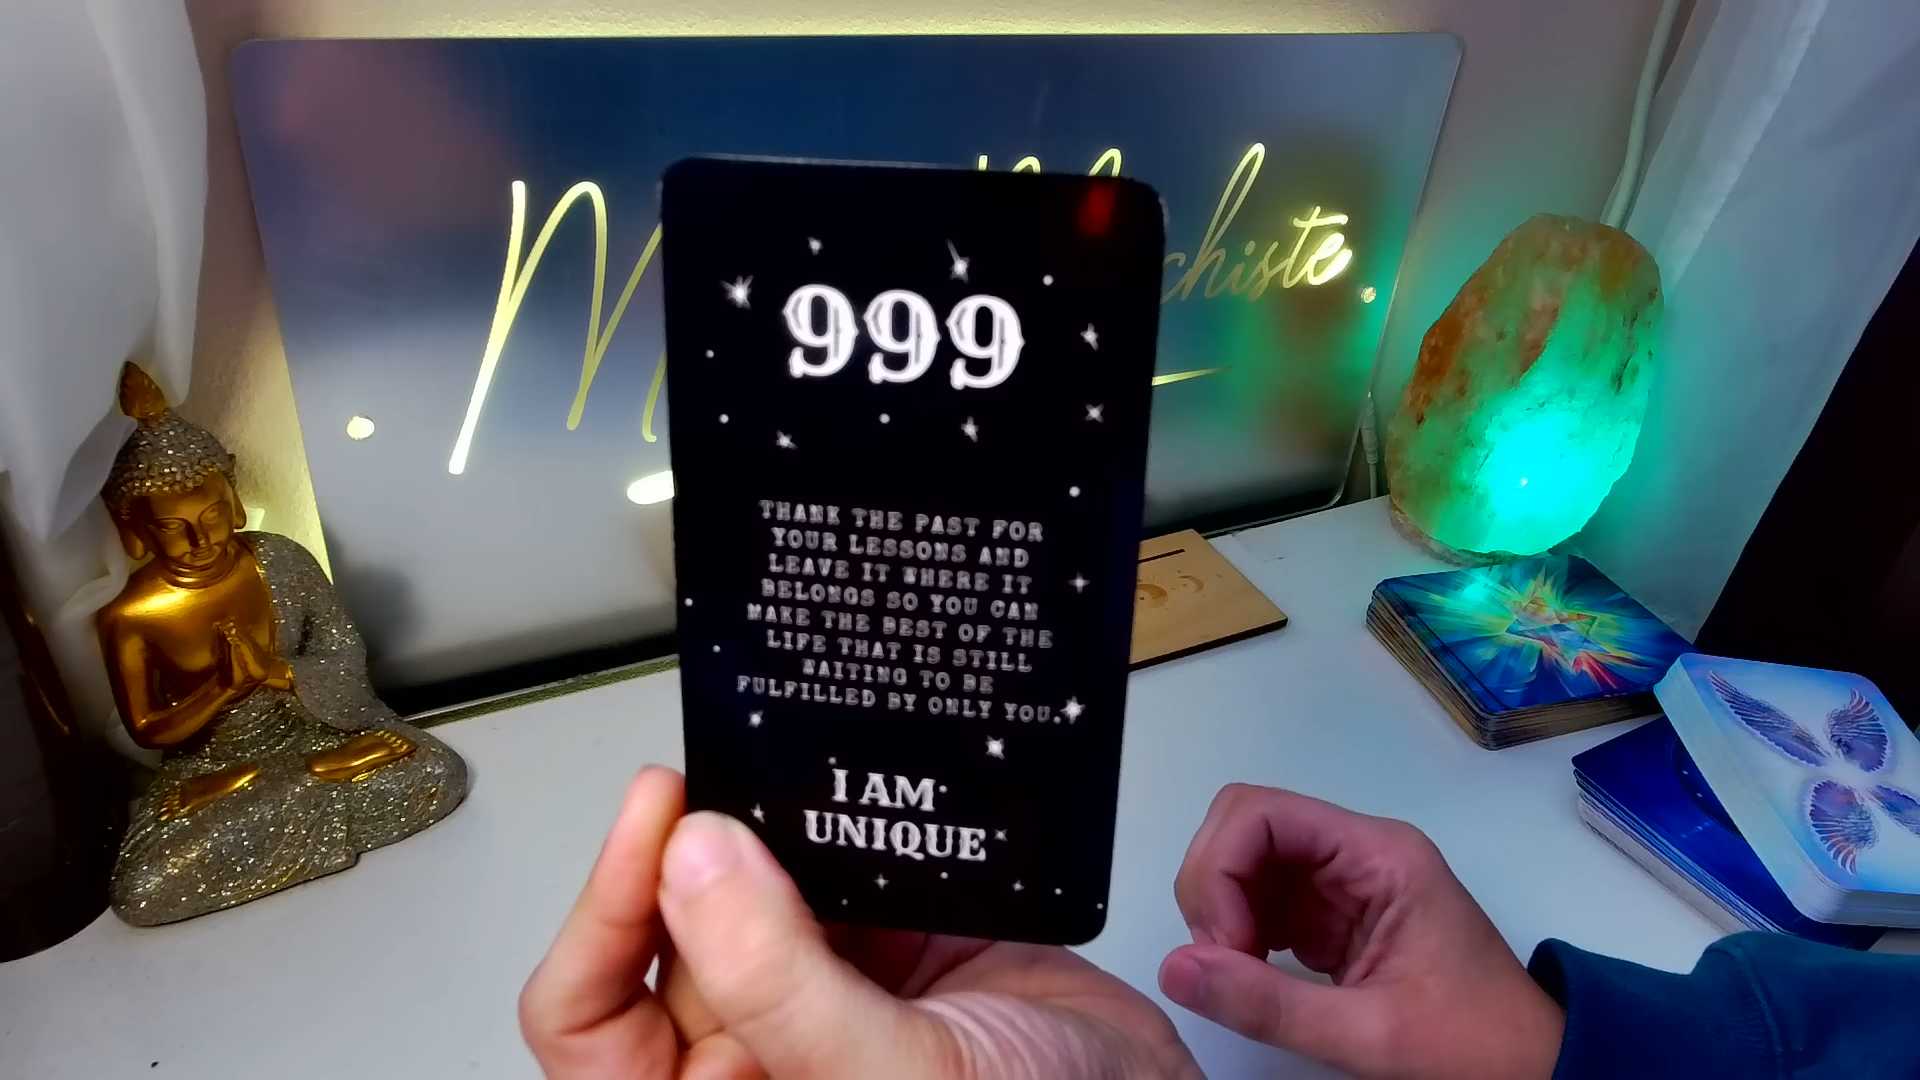 chiste
999
THANK THE PAST FOR
YOUR LESSONS AND
LEAVE IT WHERE IT
BELONGS SO YOU CAN
MAKE THE BEST OF THE
LIFE THAT IS STILL
WAITING TO BE
FULFILLED BY ONLY YOU.
I AM
UNIQUE